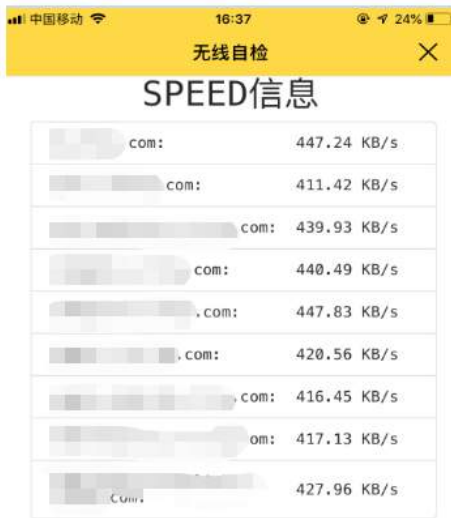 中国移动 16:37 24%
无线自检
SPEED信息
com: 447.24 KB/s
com: 411.42 KB/s
com: 439.93 KB/s
com: 440.49 KB/s
.com: 447.83 KB/s
.com: 420.56 KB/s
.com: 416.45 KB/s
om: 417.13 KB/s
427.96 KB/s
com.